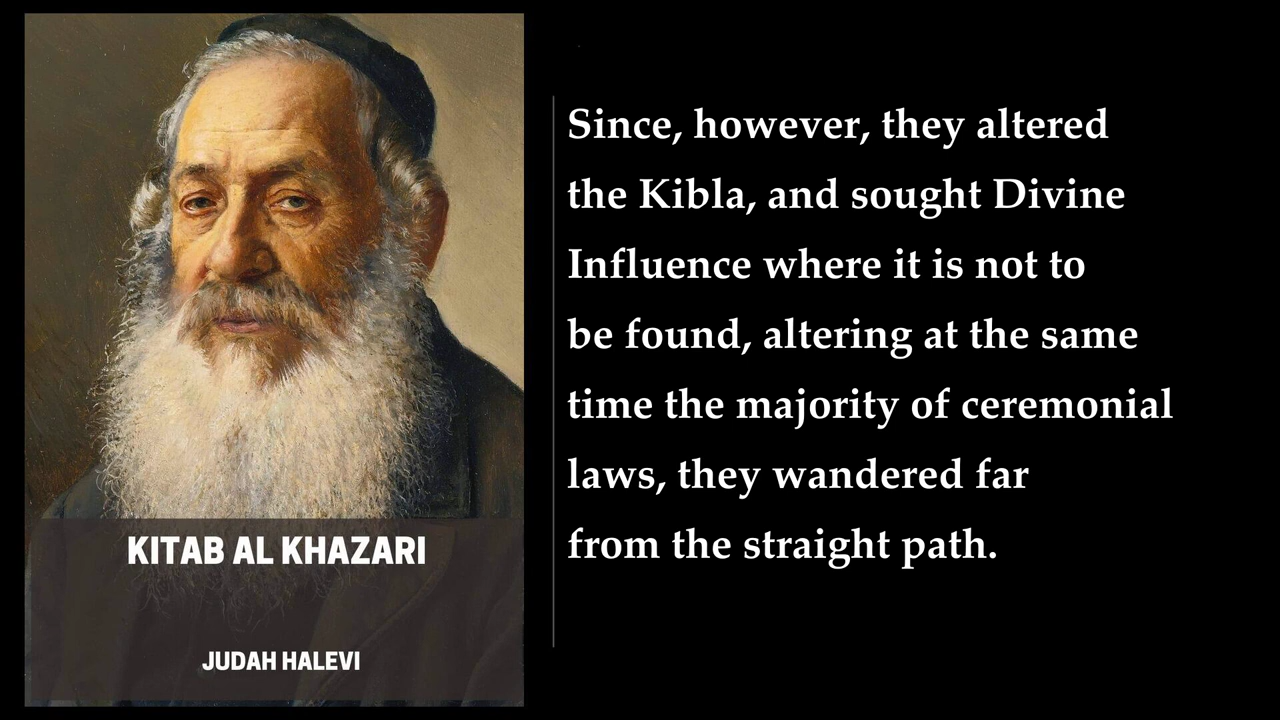 KITAB AL KHAZARI
JUDAH HALEVI
Since, however, they altered
the Kibla, and sought Divine
Influence where it is not to
be found, altering at the same
time the majority of ceremonial
laws, they wandered far
from the straight path.